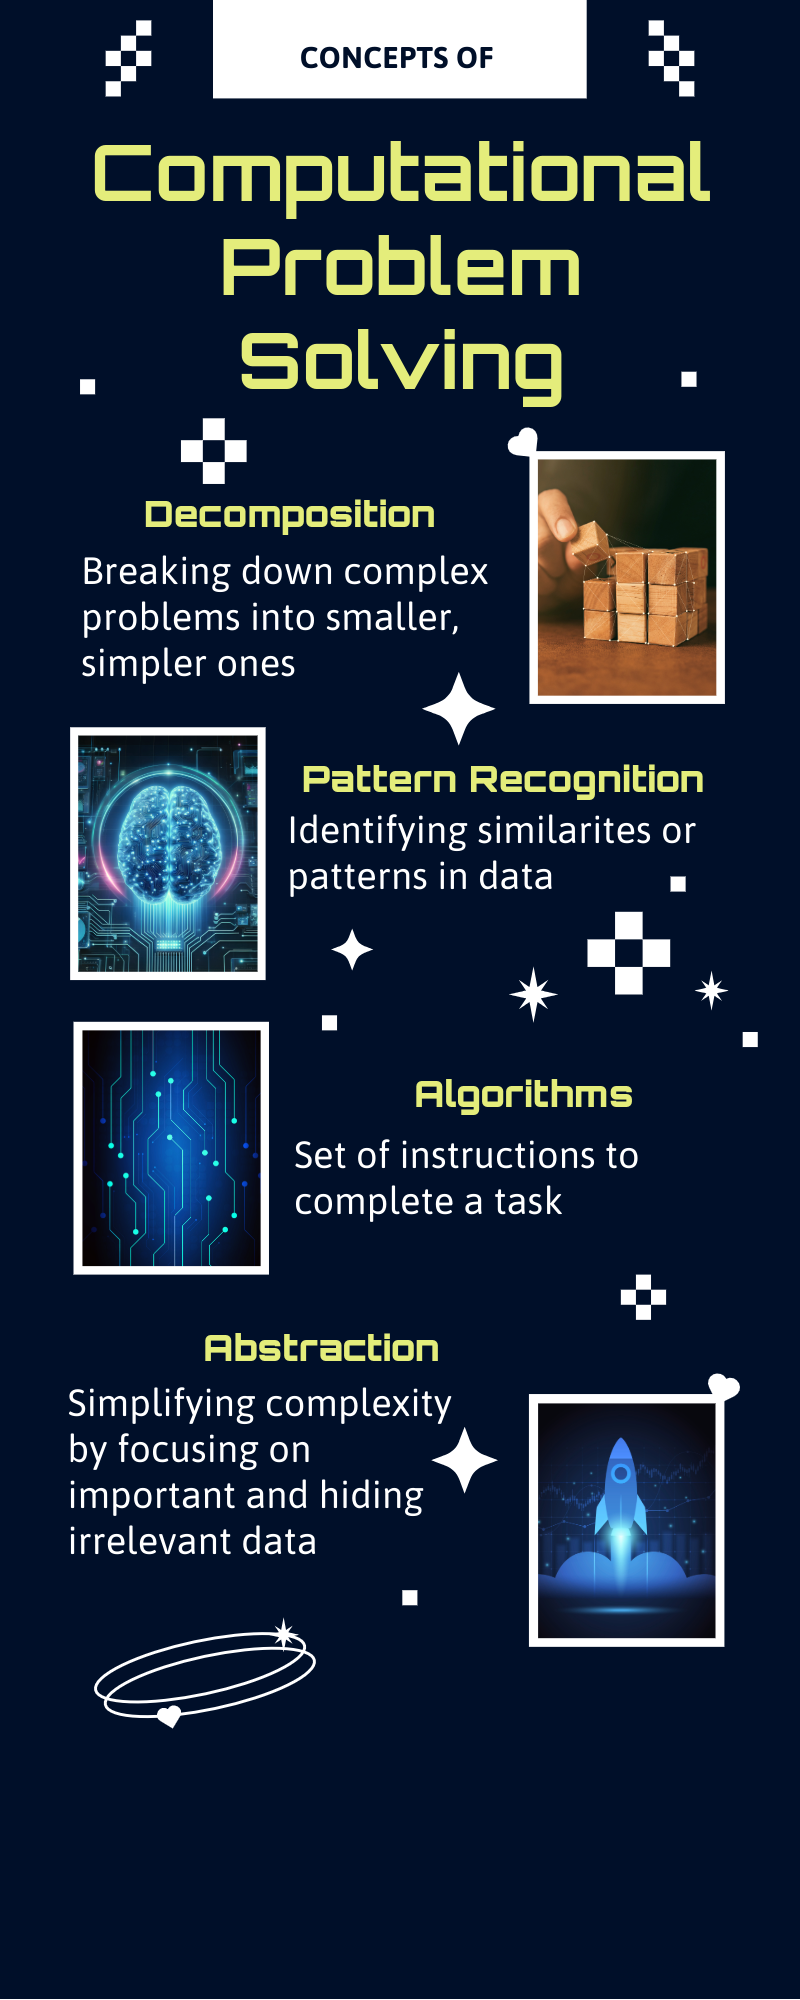 CONCEPTS OF
Computational
Problem
Solving
Decomposition
Breaking down complex
problems into smaller,
simpler ones
Pattern Recognition
Identifying similarites or
patterns in data
Algorithms
Set of instructions to
complete a task
Abstraction
Simplifying complexity
by focusing on
important and hiding
irrelevant data